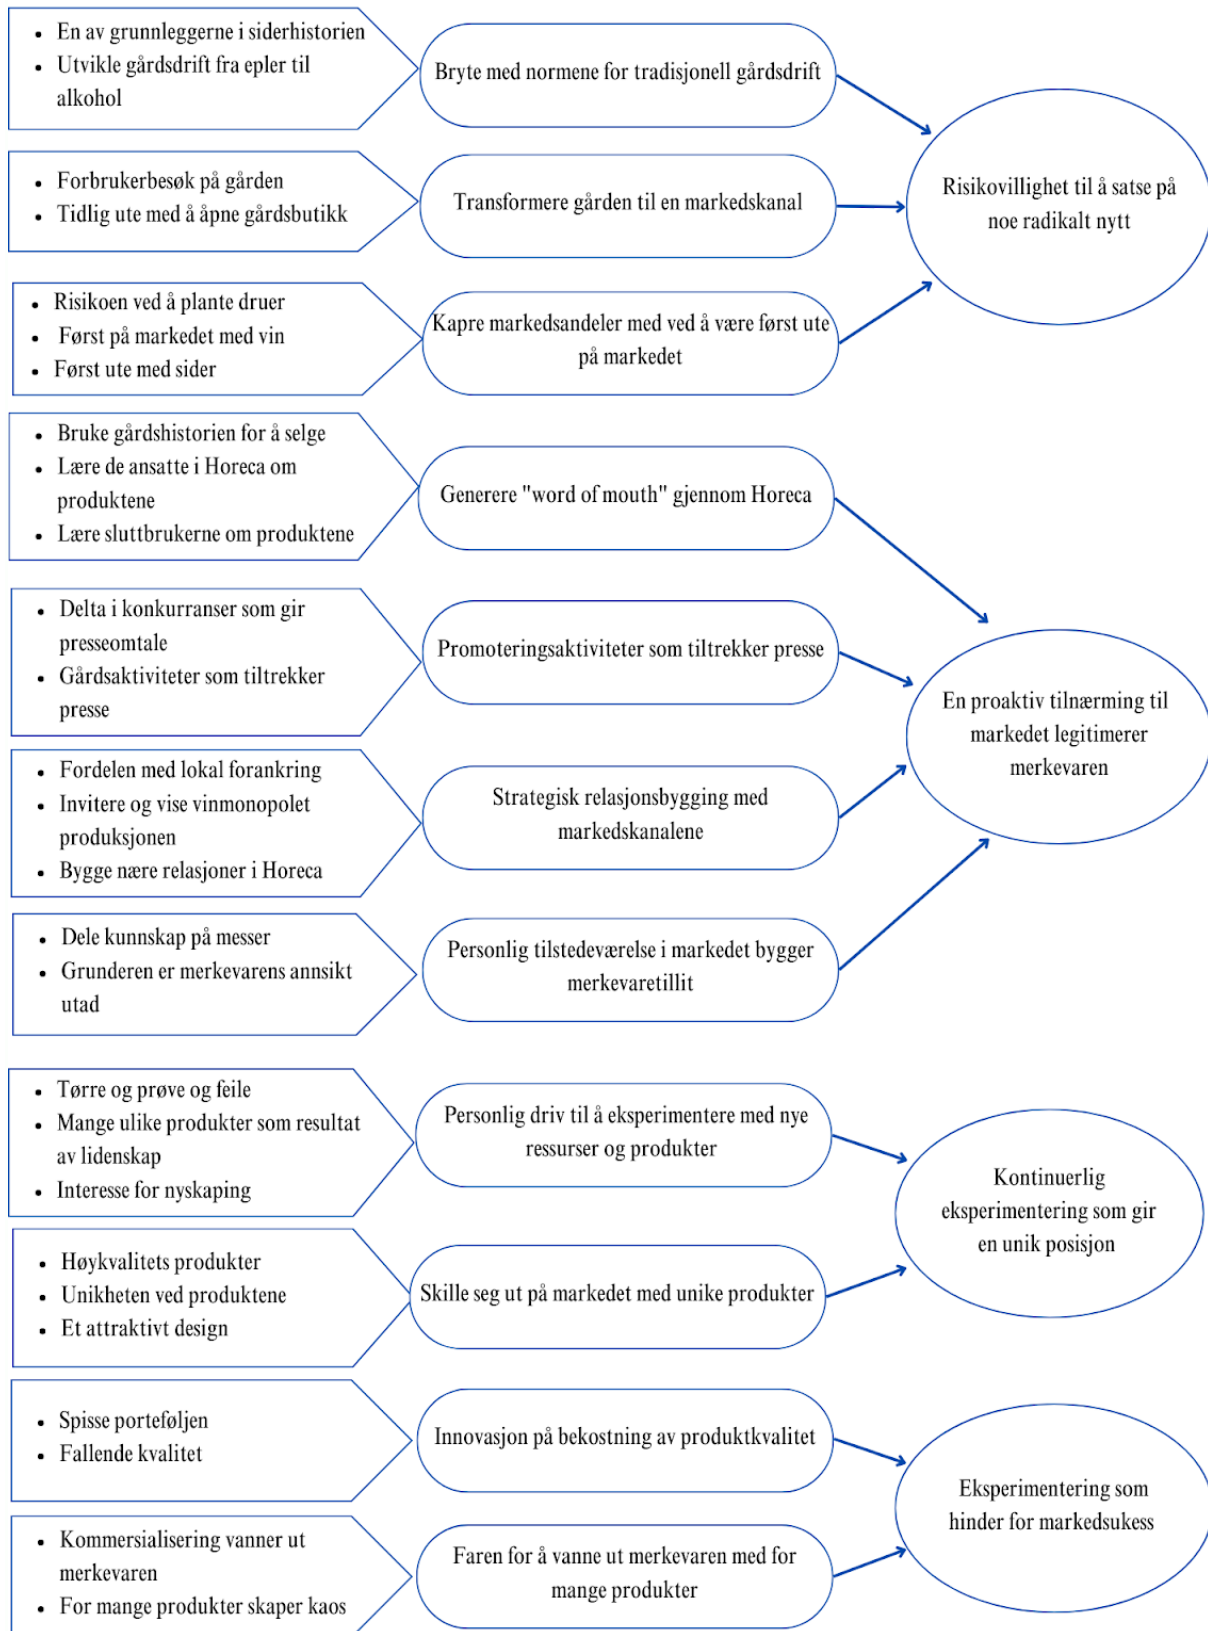 • En av grunnleggerne i siderhistorien
• Utvikle gårdsdrift fra epler til
alkohol
Bryte med normene for tradisjonell gårdsdrift
• Forbrukerbesøk på gården
• Tidlig ute med å åpne gårdsbutikk
Transformere gården til en markedskanal
• Risikoen ved å plante druer
• Først på markedet med vin
• Først ute med sider
Kapre markedsandeler med ved å være først ute
på markedet
Risikovillighet til å satse på
noe radikalt nytt
• Bruke gårdshistorien for å selge
• Lære de ansatte i Horeca om
produktene
• Lære sluttbrukerne om produktene
Generere "word of mouth" gjennom Horeca
• Delta i konkurranser som gir
presseomtale
• Gårdsaktiviteter som tiltrekker
presse
Promoteringsaktiviteter som tiltrekker presse
• Fordelen med lokal forankring
• Invitere og vise vinmonopolet
produksjonen
• Bygge nære relasjoner i Horeca
Strategisk relasjonsbygging med
markedskanalene
• Dele kunnskap på messer
• Grunderen er merkevarens annsikt
utad
Personlig tilstedeværelse i markedet bygger
merkevaretillit
En proaktiv tilnærming til
markedet legitimerer
merkevaren
• Tørre og prøve og feile
• Mange ulike produkter som resultat
av lidenskap
• Interesse for nyskaping
Personlig driv til å eksperimentere med nye
ressurser og produkter
• Høykvalitets produkter
• Unikheten ved produktene
• Et attraktivt design
Skille seg ut på markedet med unike produkter
Kontinuerlig
eksperimentering som gir
en unik posisjon
• Spisse porteføljen
• Fallende kvalitet
Innovasjon på bekostning av produktkvalitet
• Kommersialisering vanner ut
merkevaren
• For mange produkter skaper kaos
Faren for å vanne ut merkevaren med for
mange produkter
Eksperimentering som
hinder for markedsukess